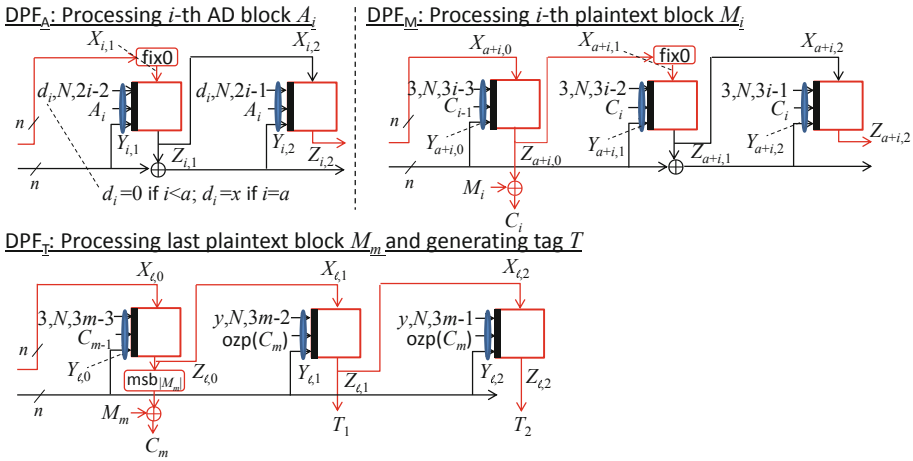 DPF_A: Processing i-th AD block A_i
X_{i,1}
X_{i,2}
fix0
d_i,N,2i-2
A_i
Y_{i,1}
n
n
Z_{i,1}
d_i,N,2i-1
A_i
Y_{i,2}
Z_{i,2}
d_i=0 if i<a; d_i=x if i=a
DPF_M: Processing i-th plaintext block M_i
X_{a+i,0}
X_{a+i,1}
X_{a+i,2}
fix0
3,N,3i-3
C_{i-1}
Y_{a+i,0}
n
n
Z_{a+i,0}
M_i
C_i
3,N,3i-2
C_i
Y_{a+i,1}
Z_{a+i,1}
3,N,3i-1
C_i
Y_{a+i,2}
Z_{a+i,2}
DPF_T: Processing last plaintext block M_m and generating tag T
X_{ℓ,0}
X_{ℓ,1}
X_{ℓ,2}
3,N,3m-3
C_{m-1}
Y_{ℓ,0}
n
n
Z_{ℓ,0}
msb_{|M_m|}
M_m
C_m
y,N,3m-2
ozp(C_m)
Y_{ℓ,1}
Z_{ℓ,1}
T_1
y,N,3m-1
ozp(C_m)
Y_{ℓ,2}
Z_{ℓ,2}
T_2